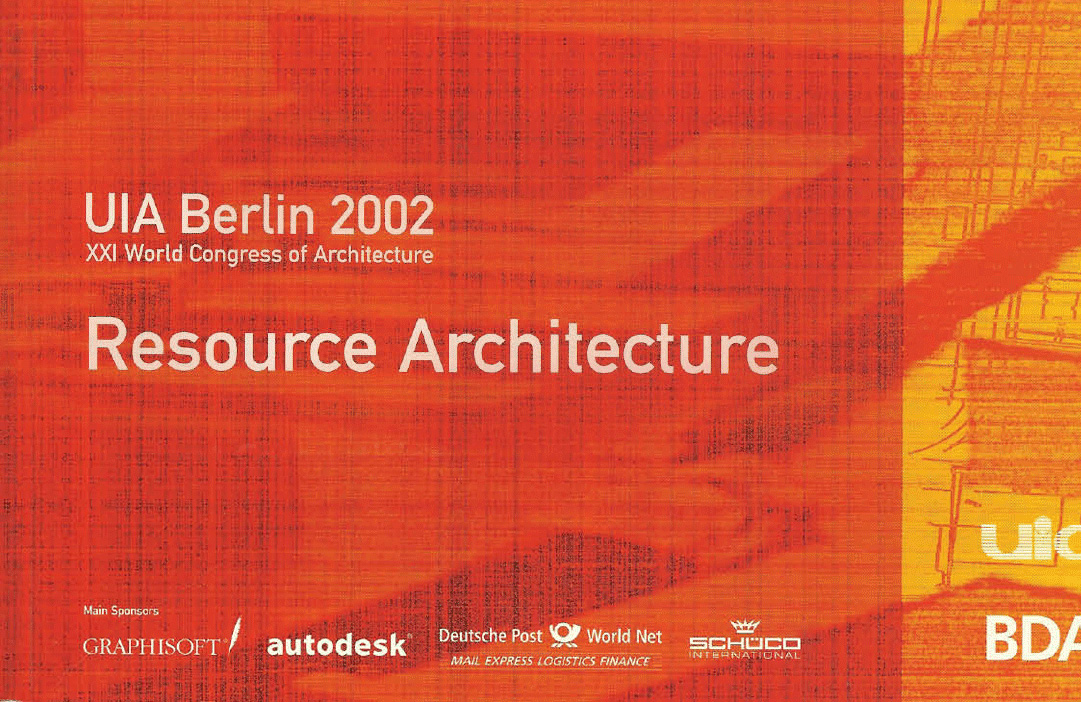 UIA Berlin 2002
XXI World Congress of Architecture
Resource Architecture
Main Sponsors
GRAPHISOFT®
autodesk®
Deutsche Post World Net
MAIL EXPRESS LOGISTICS FINANCE
SCHÜCO
INTERNATIONAL
uia
BDA